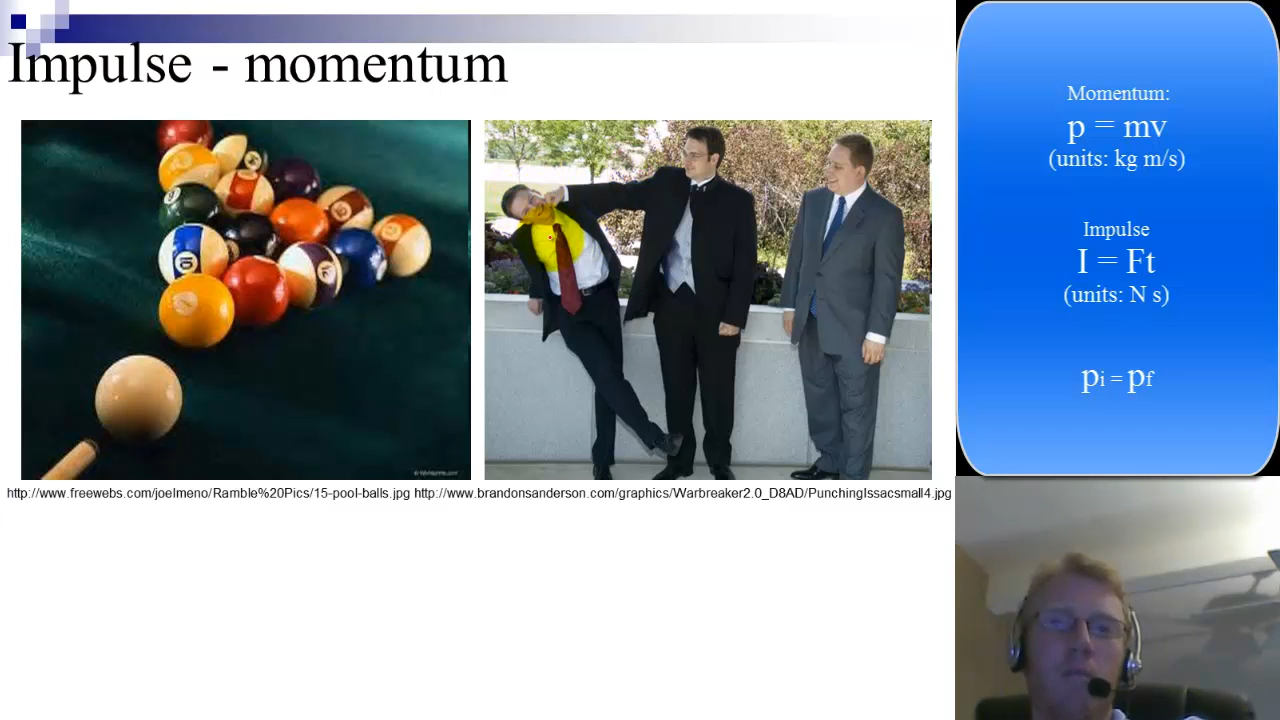 Impulse - momentum
http://www.freewebs.com/joelmeno/Ramble%20Pics/15-pool-balls.jpg http://www.brandonsanderson.com/graphics/Warbreaker2.0_D8AD/PunchingIssacsmall4.jpg
Momentum:
p = mv
(units: kg m/s)
Impulse
I = Ft
(units: N s)
pi = pf
10